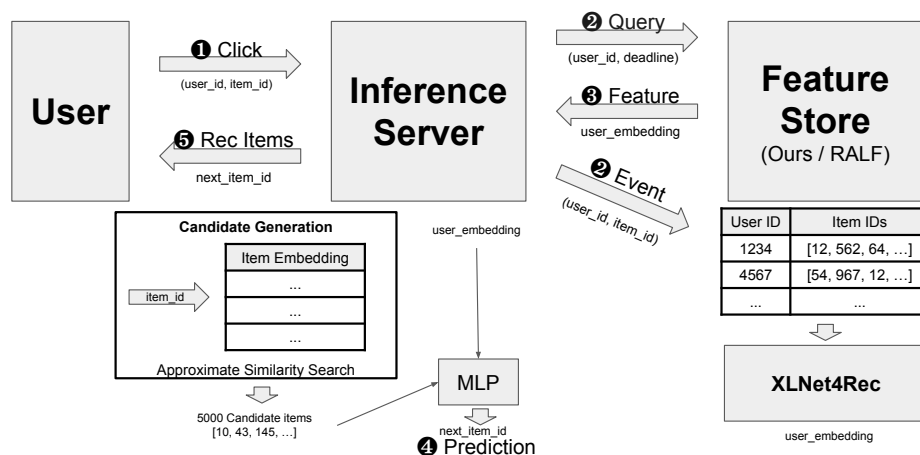 ❶ Click
(user_id, item_id)
❷ Query
(user_id, deadline)
User
Inference
Server
Feature
Store
(Ours / RALF)
❸ Feature
user_embedding
❺ Rec Items
next_item_id
❷ Event
(user_id, item_id)
Candidate Generation
Item Embedding
...
...
...
item_id
Approximate Similarity Search
5000 Candidate items
[10, 43, 145, ...]
user_embedding
MLP
next_item_id
❹ Prediction
User ID Item IDs
1234 [12, 562, 64, ...]
4567 [54, 967, 12, ...]
... ...
XLNet4Rec
user_embedding